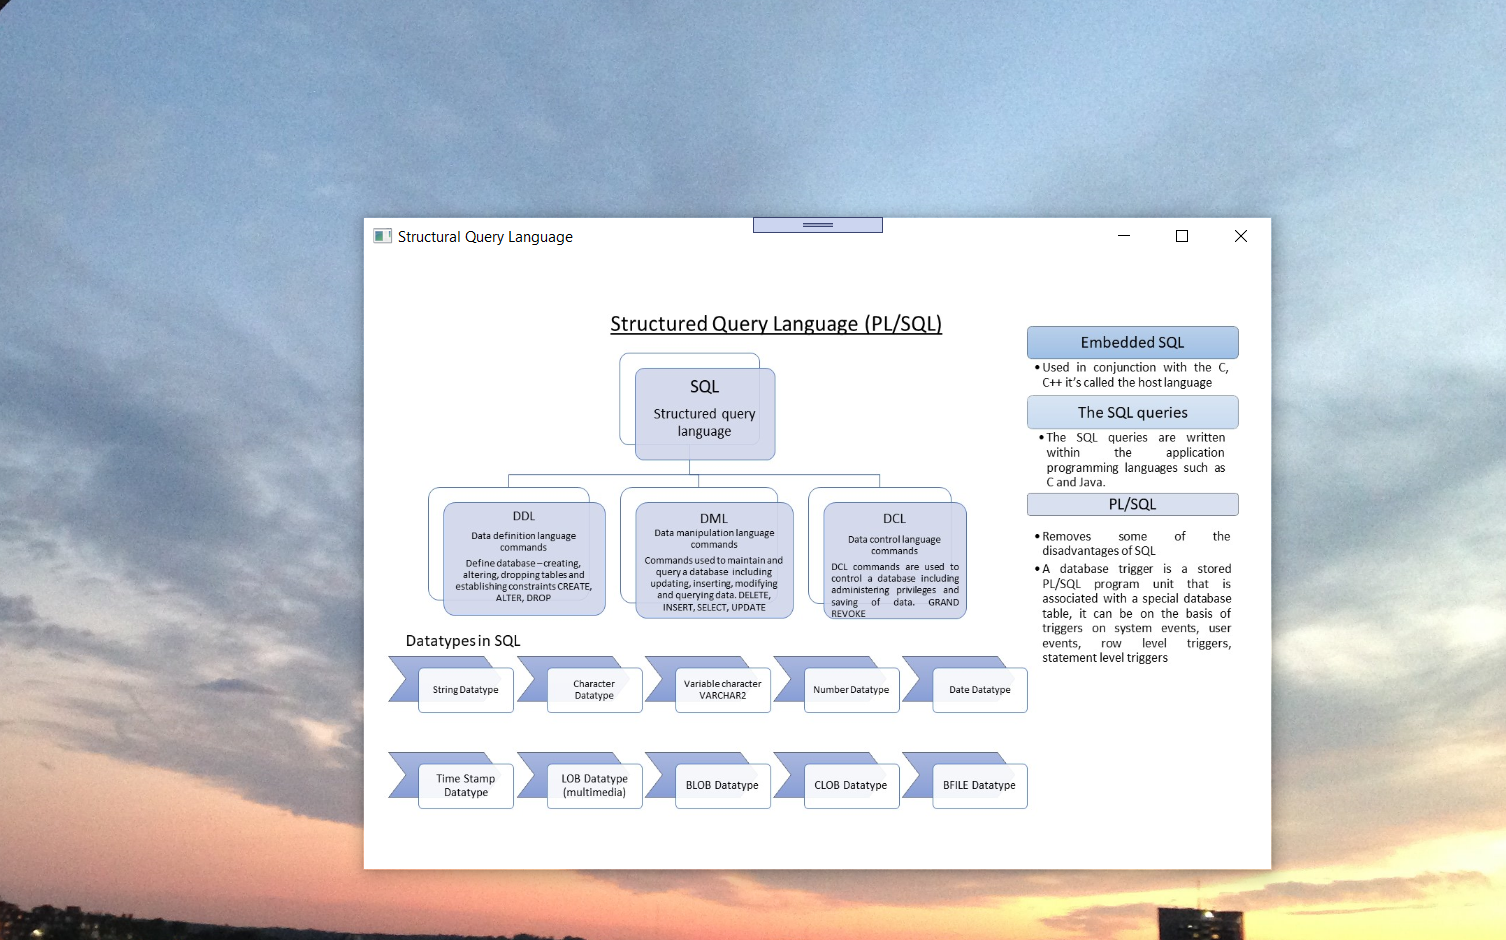 Structural Query Language
Structured Query Language (PL/SQL)
SQL
Structured query
language
DDL
Data definition language
commands
Define database – creating,
altering, dropping tables and
establishing constraints CREATE,
ALTER, DROP
DML
Data manipulation language
commands
Commands used to maintain and
query a database including
updating, inserting, modifying
and querying data. DELETE,
INSERT, SELECT, UPDATE
DCL
Data control language
commands
DCL commands are used to
control a database including
administering privileges and
saving of data. GRAND
REVOKE
Datatypes in SQL
String Datatype
Character
Datatype
Variable character
VARCHAR2
Number Datatype
Date Datatype
Time Stamp
Datatype
LOB Datatype
(multimedia)
BLOB Datatype
CLOB Datatype
BFILE Datatype
Embedded SQL
• Used in conjunction with the C,
C++ it's called the host language
The SQL queries
• The SQL queries are written
within the application
programming languages such as
C and Java.
PL/SQL
• Removes some of the
disadvantages of SQL
• A database trigger is a stored
PL/SQL program unit that is
associated with a special database
table, it can be on the basis of
triggers on system events, user
events, row level triggers,
statement level triggers